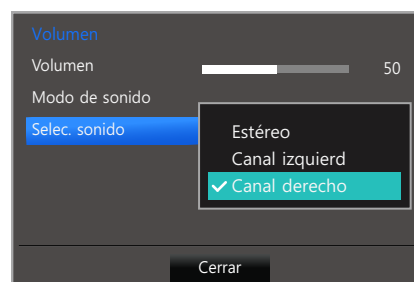 Volumen
Volumen 50
Modo de sonido
Selec. sonido
Estéreo
Canal izquierd
Canal derecho
Cerrar